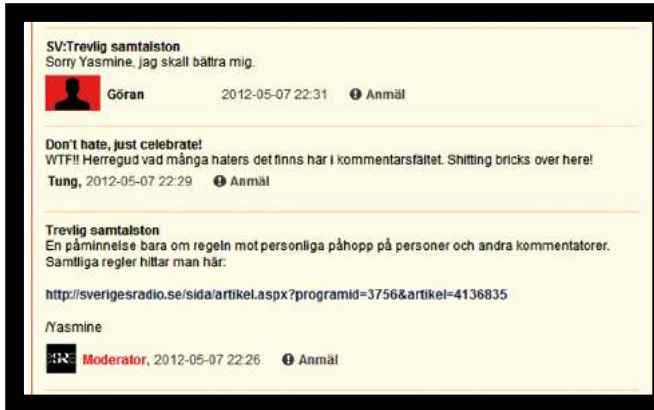 SV:Trevlig samtalston
Sorry Yasmine, jag skall bättra mig.
Göran 2012-05-07 22:31 Anmäl
Don't hate, just celebrate!
WTF!! Herregud vad många haters det finns här i kommentarsfältet. Shitting bricks over here!
Tung, 2012-05-07 22:29 Anmäl
Trevlig samtalston
En påminnelse bara om regeln mot personliga påhopp på personer och andra kommentatorer.
Samtliga regler hittar man här:
http://sverigesradio.se/sida/artikel.aspx?programid=3756&artikel=4136835
/Yasmine
Moderator, 2012-05-07 22:26 Anmäl